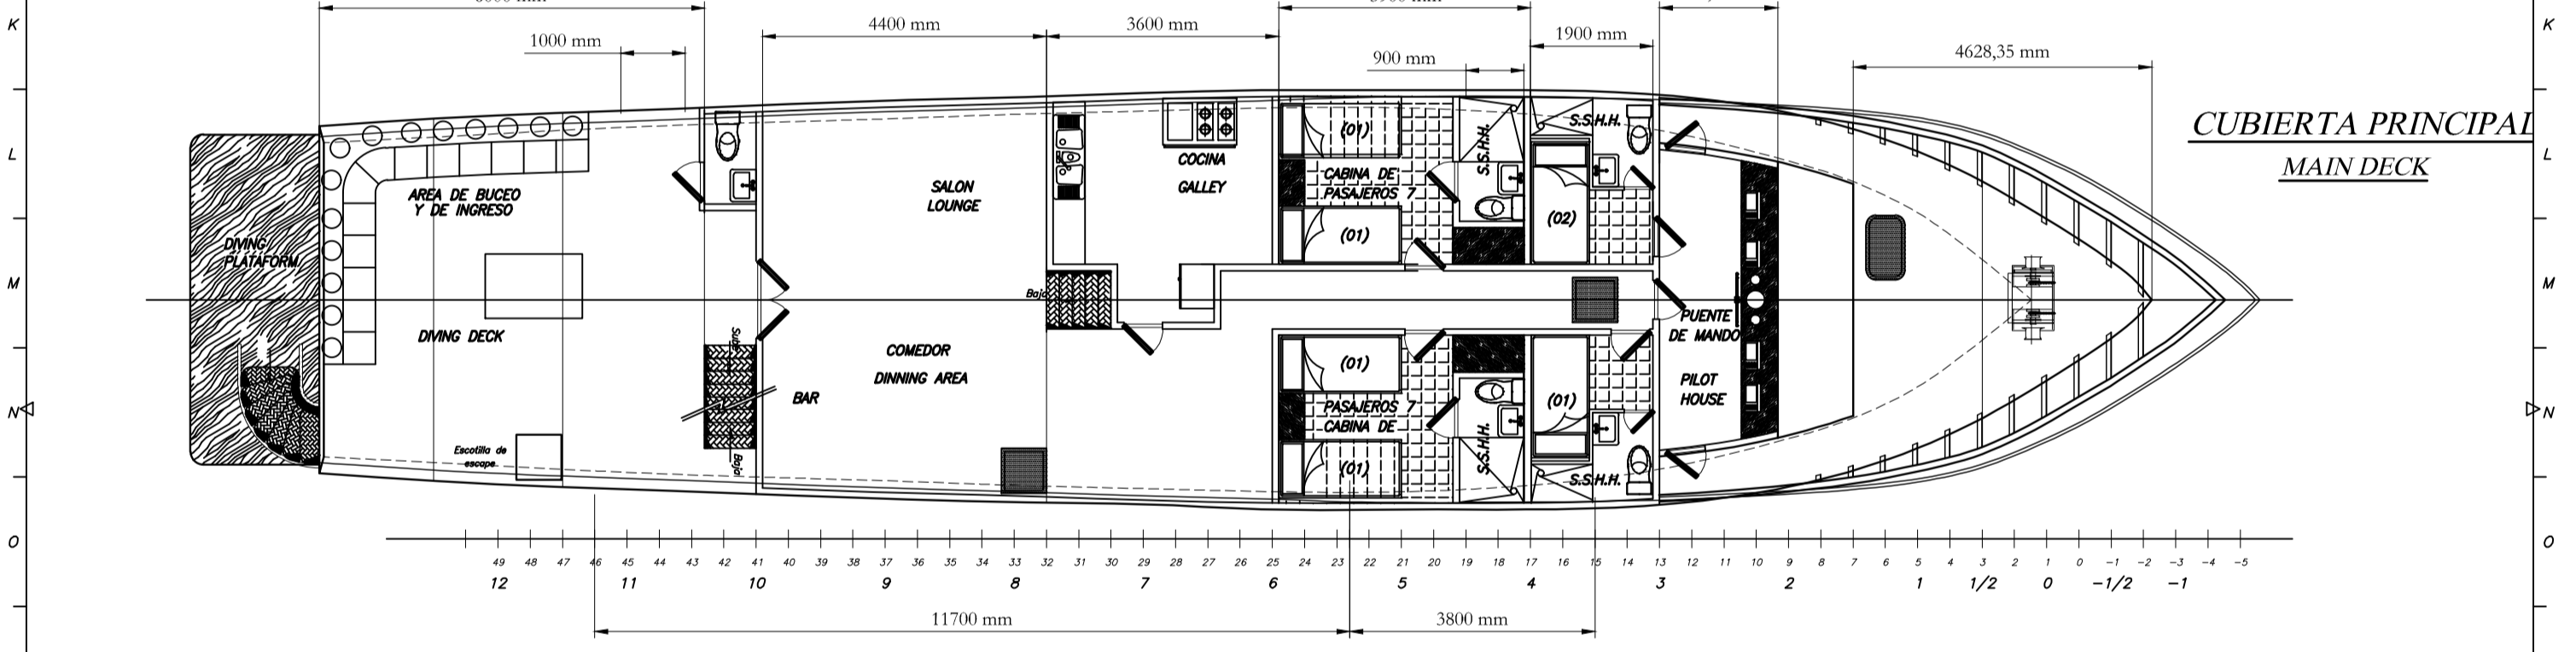 K
K
4400 mm
3600 mm
1000 mm
1900 mm
900 mm
4628,35 mm
CUBIERTA PRINCIPAL
MAIN DECK
L
L
S.S.H.H.
S.S.H.H.
(01)
COCINA
GALLEY
SALON
LOUNGE
CABINA DE
PASAJEROS 7
AREA DE BUCEO
Y DE INGRESO
(02)
(01)
DIVING
PLATAFORM
M
M
Baja
PUENTE
DE MANDO
DIVING DECK
Sube
COMEDOR
DINNING AREA
(01)
PILOT
HOUSE
BAR
(01)
N
N
PASAJEROS 7
CABINA DE
Escotilla de
escape
Baja
(01)
S.S.H.H.
S.S.H.H.
O
O
49 48 47 46 45 44 43 42 41 40 39 38 37 36 35 34 33 32 31 30 29 28 27 26 25 24 23 22 21 20 19 18 17 16 15 14 13 12 11 10 9 8 7 6 5 4 3 2 1 0 -1 -2 -3 -4 -5
12 11 10 9 8 7 6 5 4 3 2 1 1/2 0 -1/2 -1
11700 mm
3800 mm